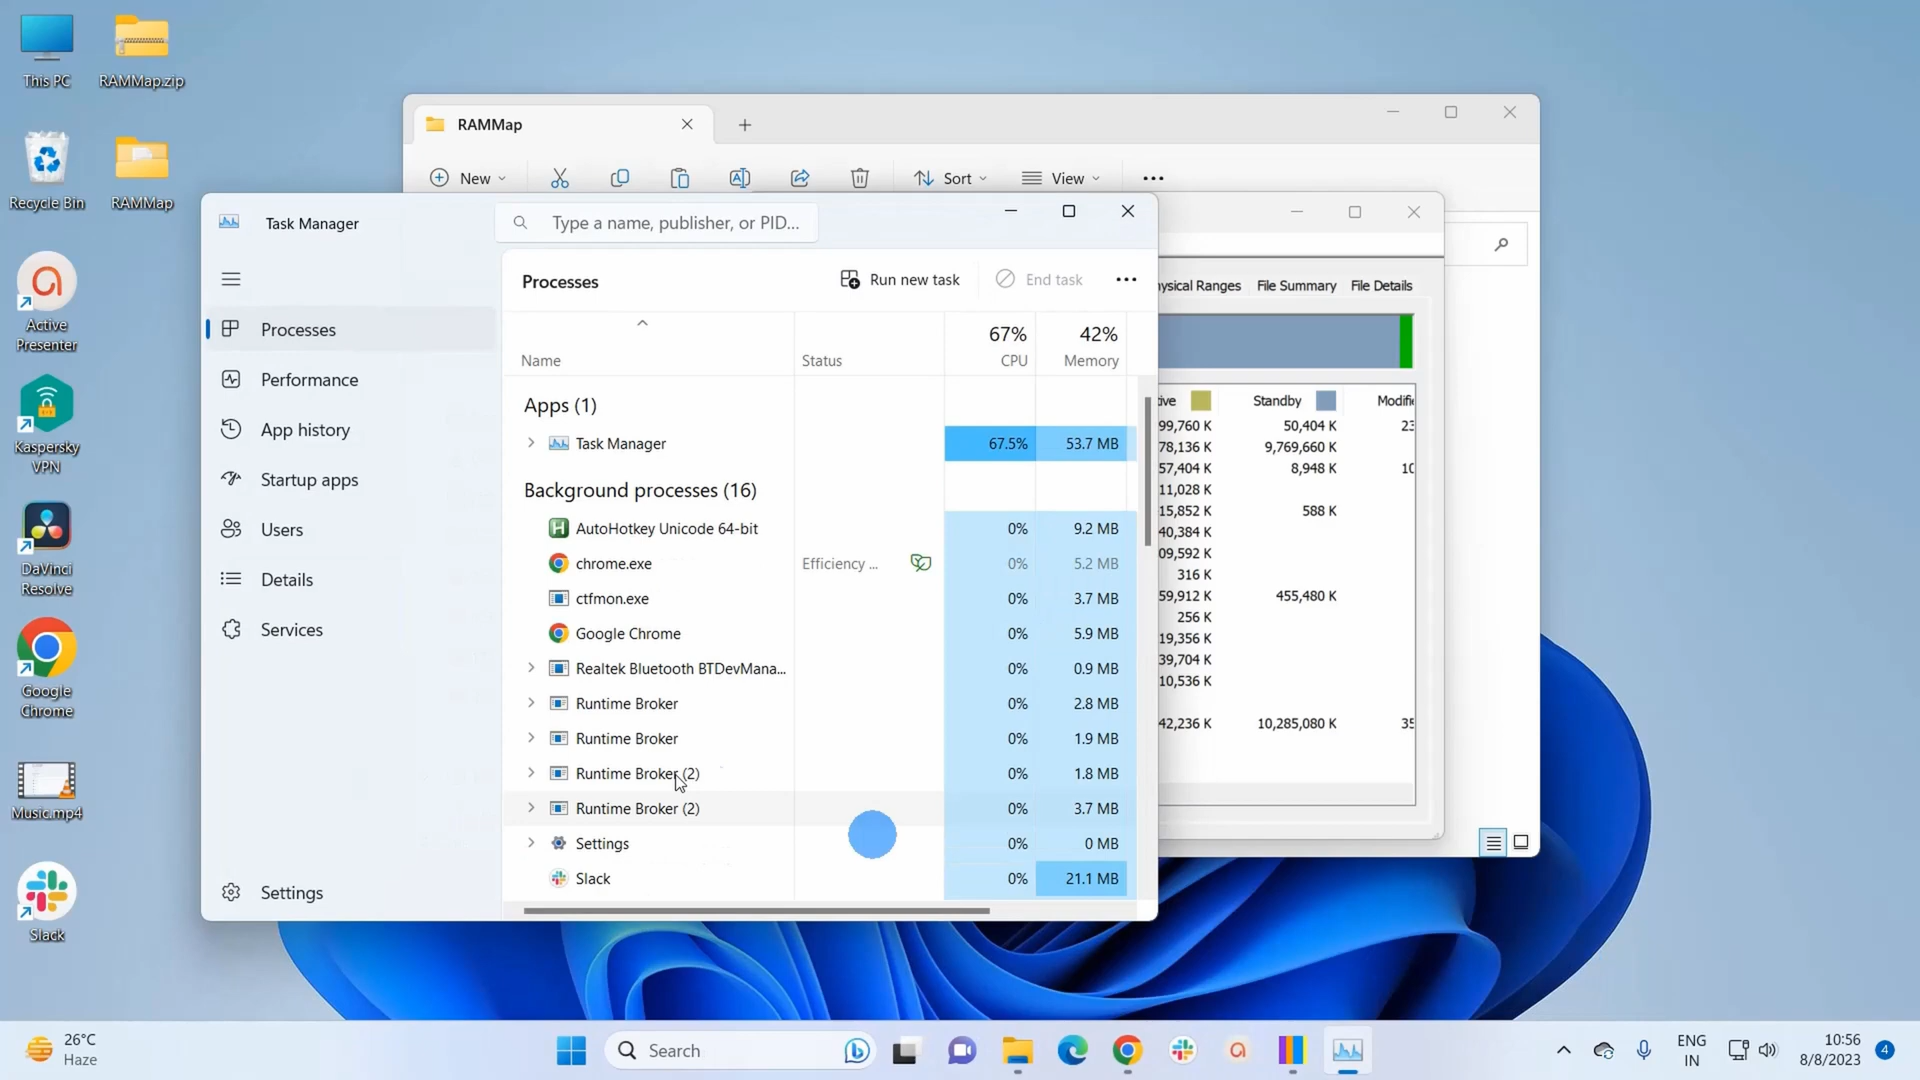 This PC
RAMMap.zip
Recycle Bin
RAMMap
Active
Presenter
Kaspersky
VPN
DaVinci
Resolve
Google
Chrome
Music.mp4
Slack
RAMMap
New
Sort
View
Task Manager
Type a name, publisher, or PID...
Processes
Performance
App history
Startup apps
Users
Details
Services
Settings
Processes
Run new task
End task
67%
42%
Name
Status
CPU
Memory
Apps (1)
Task Manager 67.5% 53.7 MB
Background processes (16)
AutoHotkey Unicode 64-bit 0% 9.2 MB
chrome.exe Efficiency ... 0% 5.2 MB
ctfmon.exe 0% 3.7 MB
Google Chrome 0% 5.9 MB
Realtek Bluetooth BTDevMana... 0% 0.9 MB
Runtime Broker 0% 2.8 MB
Runtime Broker 0% 1.9 MB
Runtime Broker (2) 0% 1.8 MB
Runtime Broker (2) 0% 3.7 MB
Settings 0% 0 MB
Slack 0% 21.1 MB
ysical Ranges File Summary File Details
ive Standby Modifi
99,760 K 50,404 K 23
78,136 K 9,769,660 K
57,404 K 8,948 K 10
11,028 K
15,852 K 588 K
40,384 K
09,592 K
316 K
59,912 K 455,480 K
256 K
19,356 K
39,704 K
10,536 K
42,236 K 10,285,080 K 35
26°C
Haze
Search
ENG
IN
10:56
8/8/2023
4